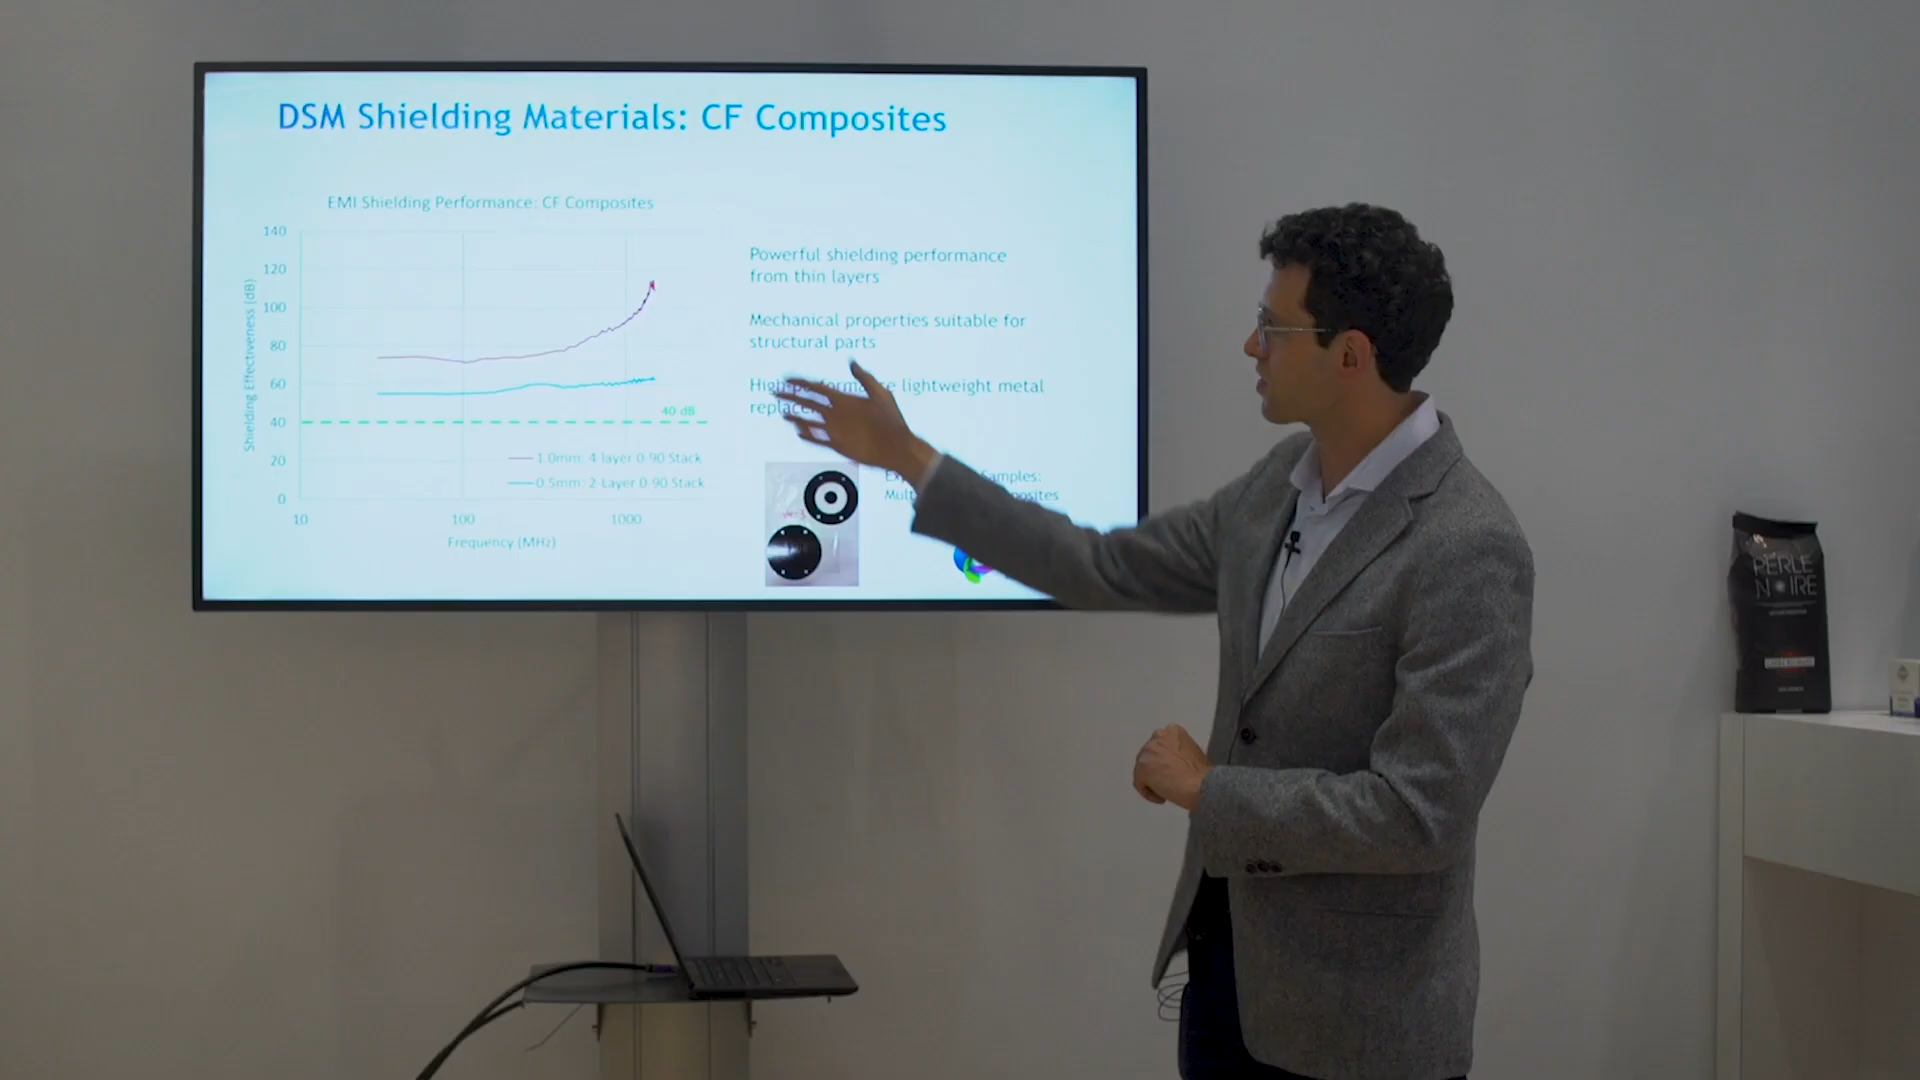 DSM Shielding Materials: CF Composites
EMI Shielding Performance: CF Composites
140
120
100
80
60
40
20
0
Shielding Effectiveness (dB)
40 dB
1.0mm: 4-layer 0-90 Stack
0.5mm: 2-Layer 0-90 Stack
10
100
1000
Frequency (MHz)
Powerful shielding performance
from thin layers
Mechanical properties suitable for
structural parts
lightweight metal
Samples:
PERLE
NOIRE